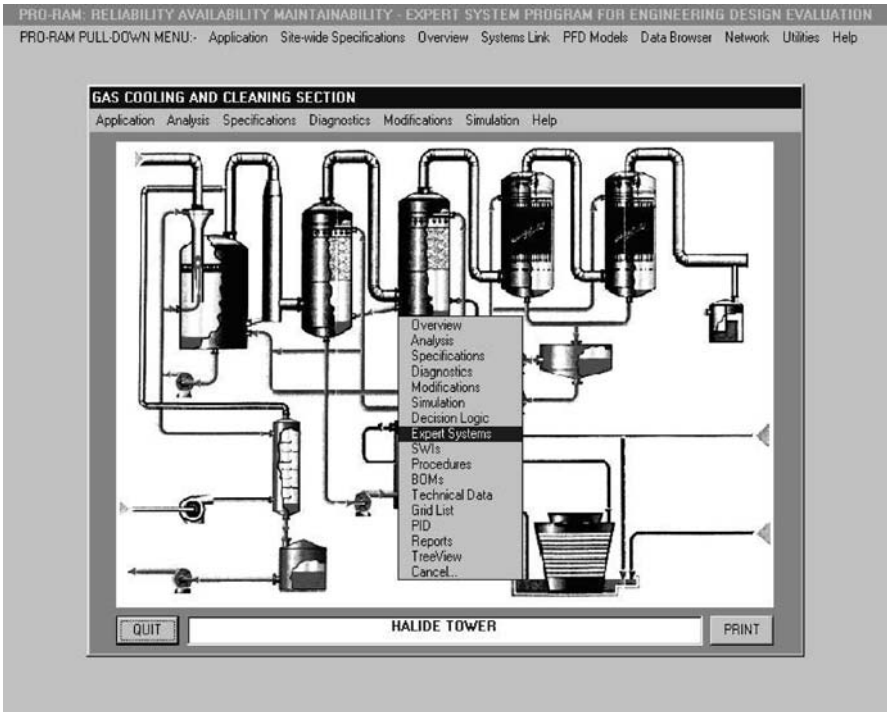 PRO-RAM: RELIABILITY AVAILABILITY MAINTAINABILITY - EXPERT SYSTEM PROGRAM FOR ENGINEERING DESIGN EVALUATION
PRO-RAM PULL-DOWN MENU:- Application Site-wide Specifications Overview Systems Link PFD Models Data Browser Network Utilities Help
GAS COOLING AND CLEANING SECTION
Application Analysis Specifications Diagnostics Modifications Simulation Help
Overview
Analysis
Specifications
Diagnostics
Modifications
Simulation
Decision Logic
Expert Systems
SWIs
Procedures
BOMs
Technical Data
Grid List
PID
Reports
TreeView
Cancel...
QUIT HALIDE TOWER PRINT